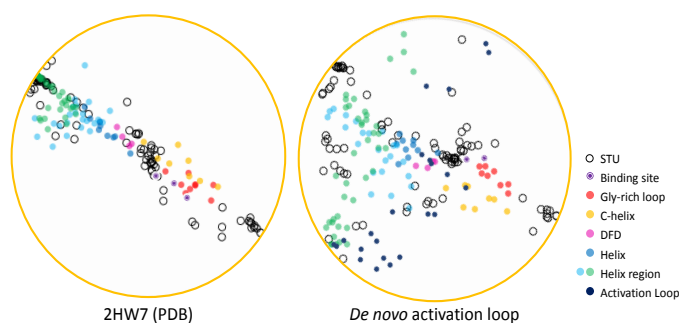 STU
Binding site
Gly-rich loop
C-helix
DFD
Helix
Helix region
Activation Loop
2HW7 (PDB)
De novo activation loop